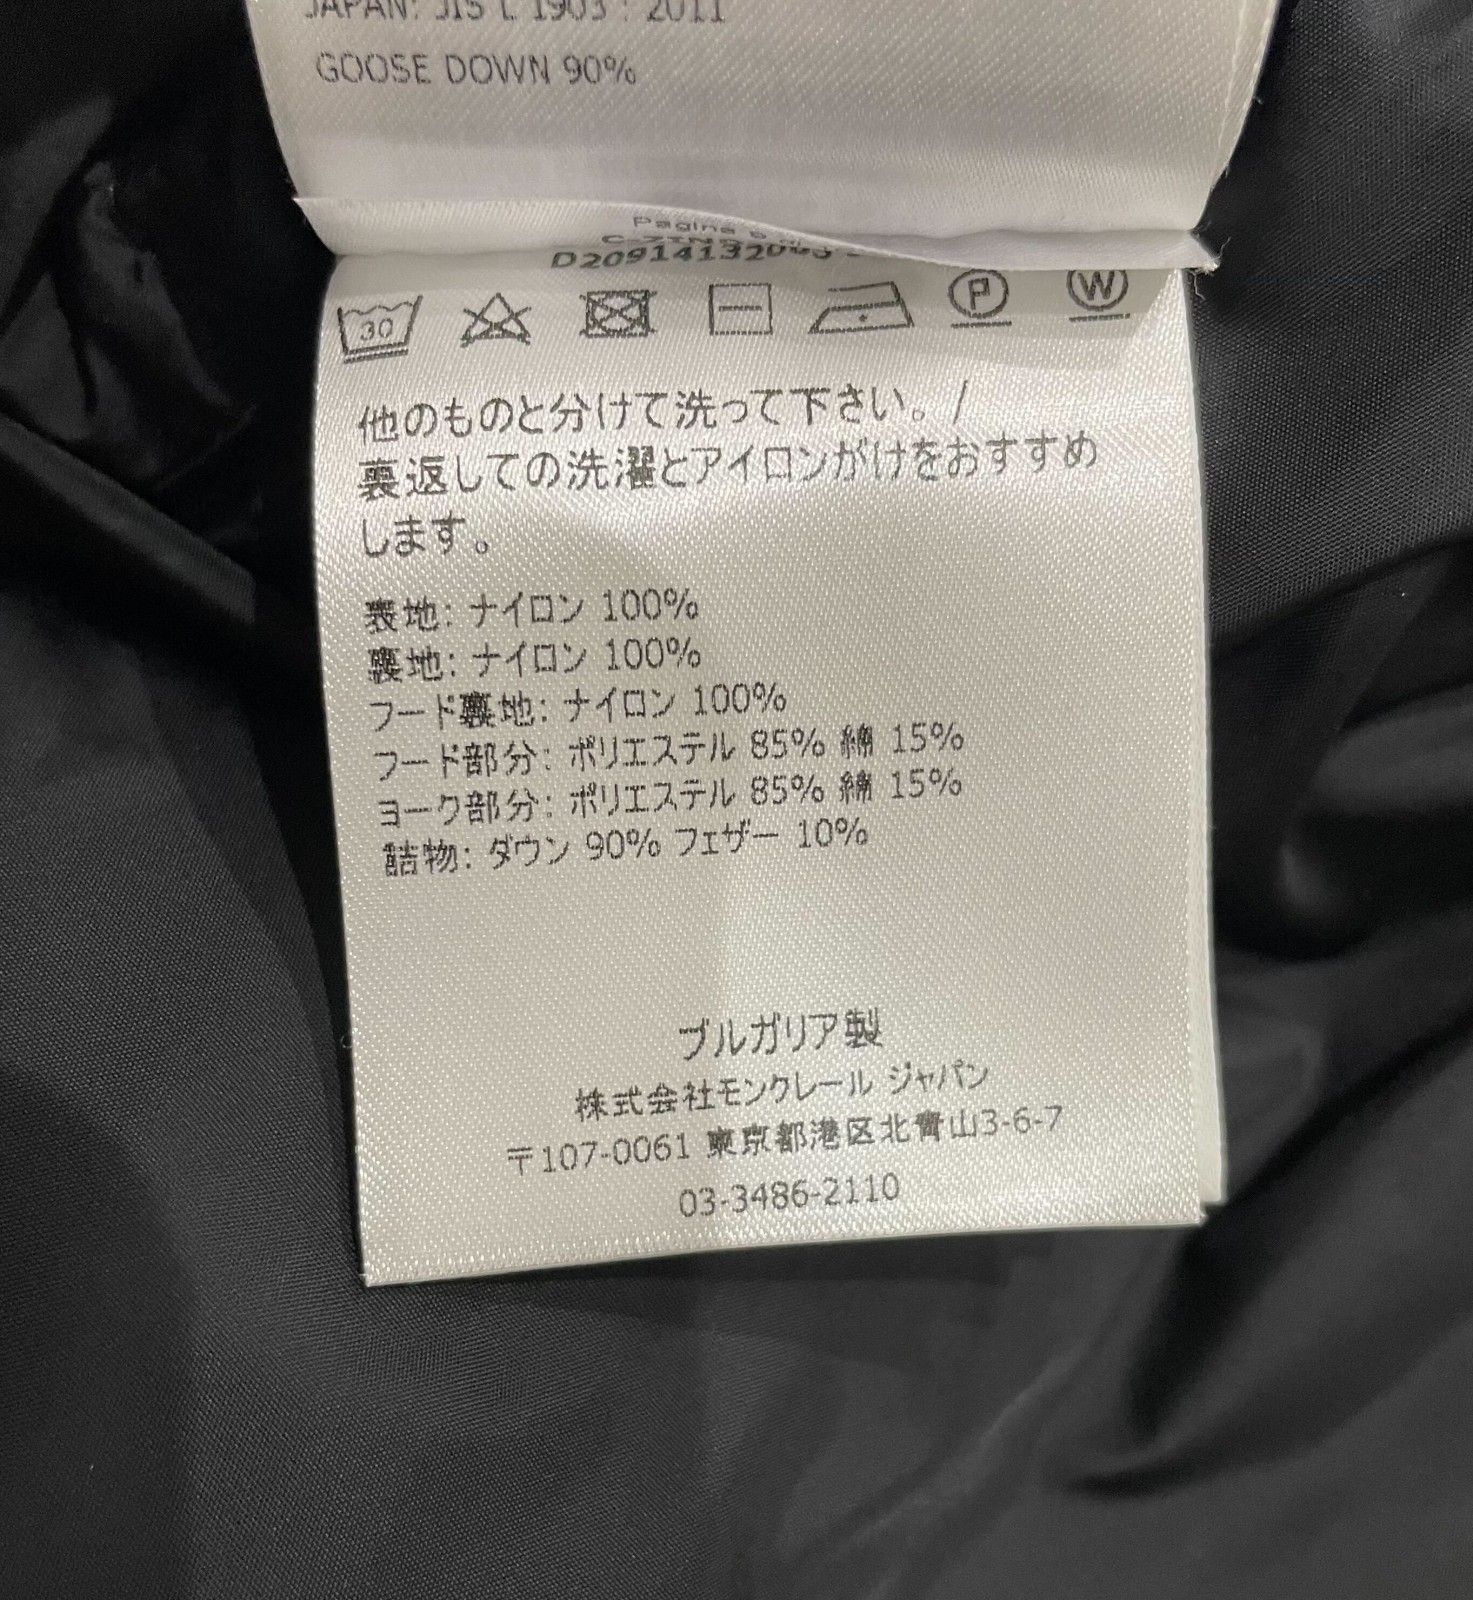 JAPAN: JIS L 1903 : 2011
GOOSE DOWN 90%
Pagina
30
P
W
他のものと分けて洗って下さい。/
裏返しての洗濯とアイロンがけをおすすめ
します。
表地: ナイロン 100%
裏地: ナイロン 100%
フード裏地: ナイロン 100%
フード部分: ポリエステル 85% 綿 15%
ヨーク部分: ポリエステル 85% 綿 15%
詰物: ダウン 90% フェザー 10%
ブルガリア製
株式会社モンクレール ジャパン
〒107-0061 東京都港区北青山3-6-7
03-3486-2110